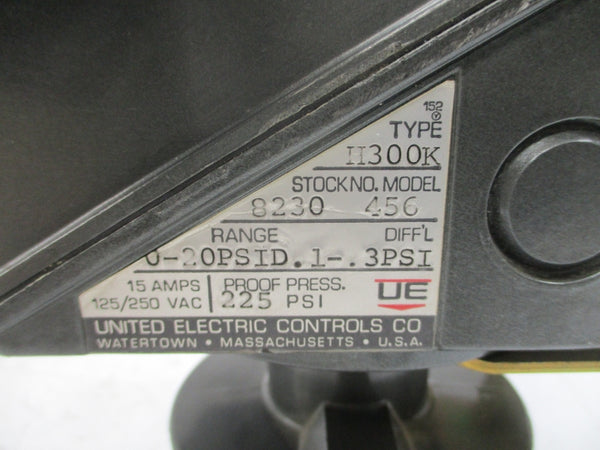 152
TYPE
H300K
STOCK NO. MODEL
8230 456
RANGE DIFF'L
0-20PSID.1-.3PSI
15 AMPS PROOF PRESS.
125/250 VAC 225 PSI
UE
UNITED ELECTRIC CONTROLS CO
WATERTOWN • MASSACHUSETTS • U.S.A.